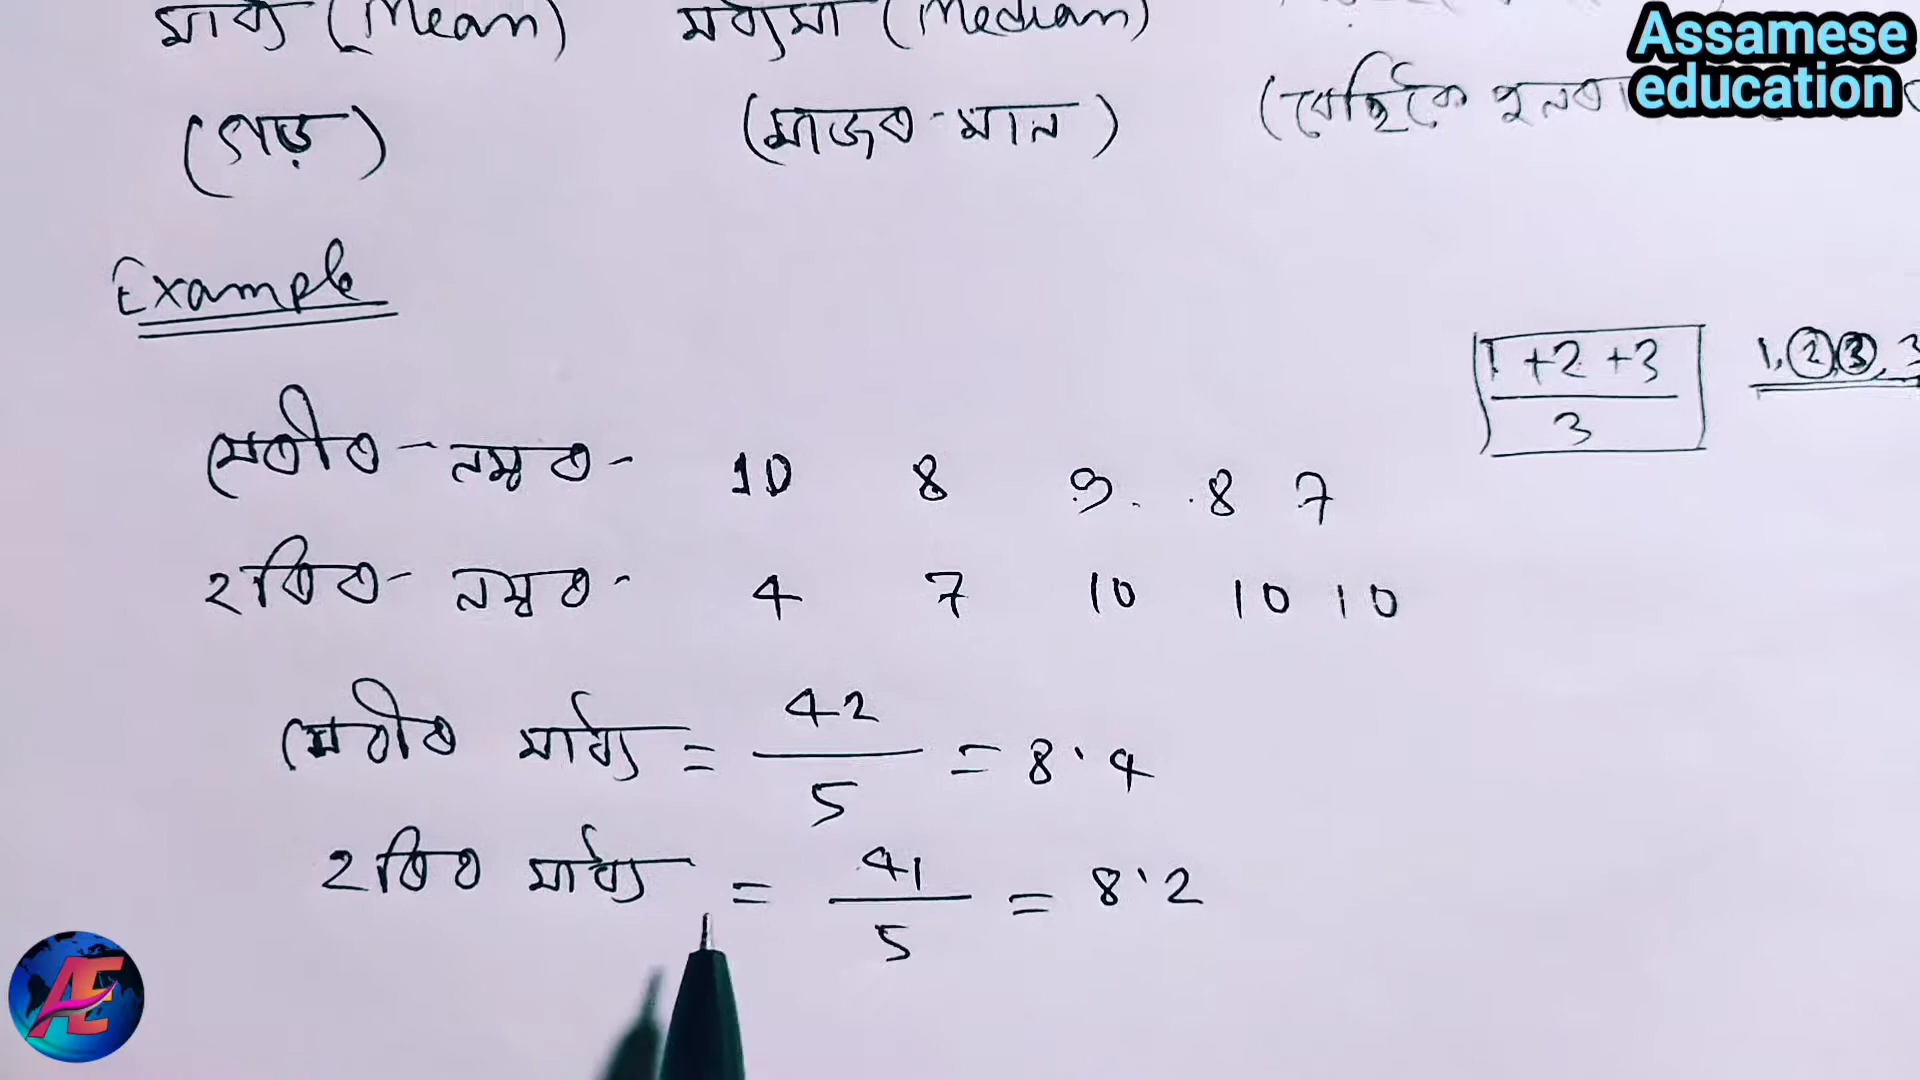 মাধ্য (Mean) মধ্যমা (Median)
Assamese
education
(গড়) (মাজৰ মান) (বেছিকৈ
Example
1+2+3
3
1, 2, 3, 3
নম্বৰ - 10 8 9 8 7
নম্বৰ - 4 7 10 10 10
মাধ্য = 42/5 = 8.4
মাধ্য = 41/5 = 8.2
AE